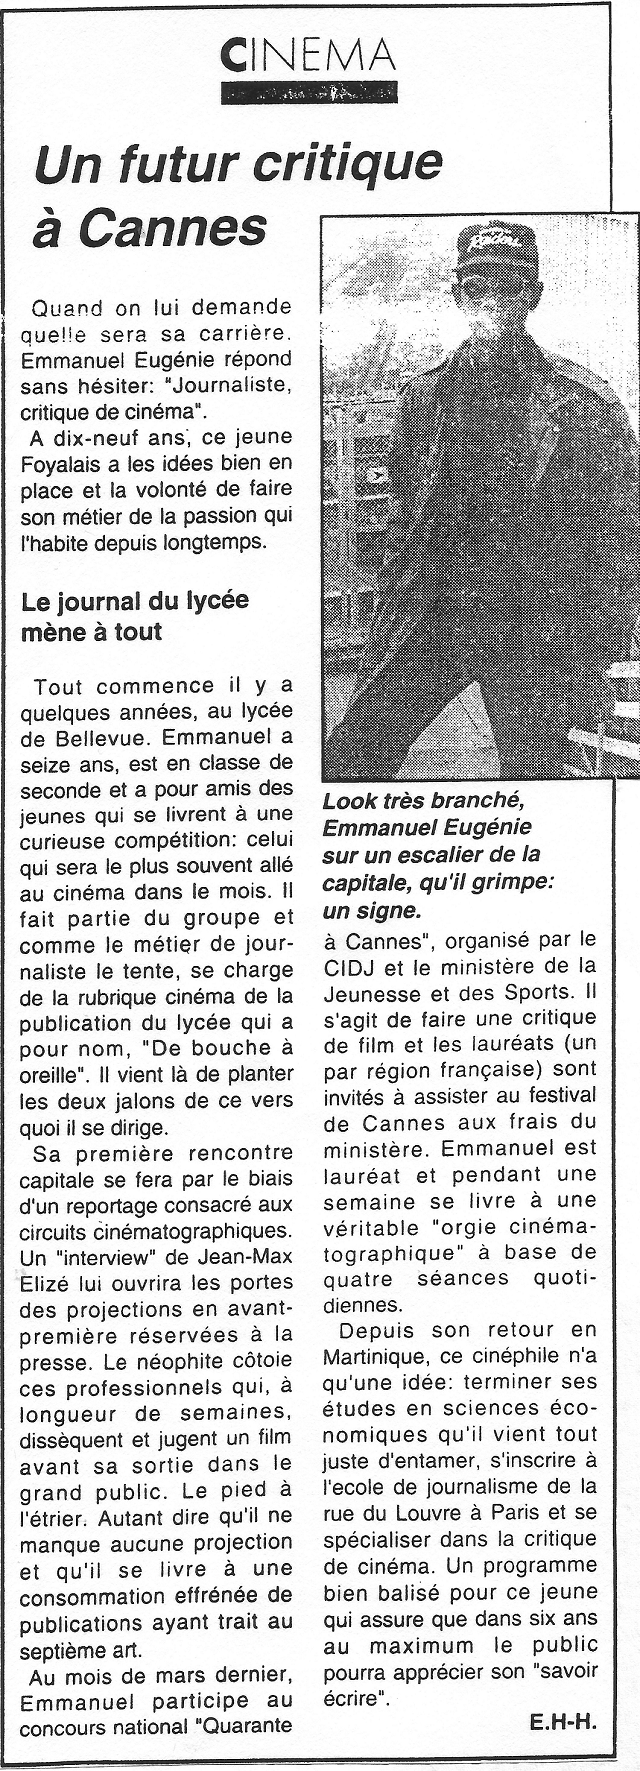 CINEMA
Un futur critique
à Cannes
Quand on lui demande
quelle sera sa carrière.
Emmanuel Eugénie répond
sans hésiter: "Journaliste,
critique de cinéma".
A dix-neuf ans, ce jeune
Foyalais a les idées bien en
place et la volonté de faire
son métier de la passion qui
l'habite depuis longtemps.
Le journal du lycée
mène à tout
Tout commence il y a
quelques années, au lycée
de Bellevue. Emmanuel a
seize ans, est en classe de
seconde et a pour amis des
jeunes qui se livrent à une
curieuse compétition: celui
qui sera le plus souvent allé
au cinéma dans le mois. Il
fait partie du groupe et
comme le métier de jour-
naliste le tente, se charge
de la rubrique cinéma de la
publication du lycée qui a
pour nom, "De bouche à
oreille". Il vient là de planter
les deux jalons de ce vers
quoi il se dirige.
Sa première rencontre
capitale se fera par le biais
d'un reportage consacré aux
circuits cinématographiques.
Un "interview" de Jean-Max
Elizé lui ouvrira les portes
des projections en avant-
première réservées à la
presse. Le néophite côtoie
ces professionnels qui, à
longueur de semaines,
dissèquent et jugent un film
avant sa sortie dans le
grand public. Le pied à
l'étrier. Autant dire qu'il ne
manque aucune projection
et qu'il se livre à une
consommation effrénée de
publications ayant trait au
septième art.
Au mois de mars dernier,
Emmanuel participe au
concours national "Quarante
Raiders
Look très branché,
Emmanuel Eugénie
sur un escalier de la
capitale, qu'il grimpe:
un signe.
à Cannes", organisé par le
CIDJ et le ministère de la
Jeunesse et des Sports. Il
s'agit de faire une critique
de film et les lauréats (un
par région française) sont
invités à assister au festival
de Cannes aux frais du
ministère. Emmanuel est
lauréat et pendant une
semaine se livre à une
véritable "orgie cinéma-
tographique" à base de
quatre séances quoti-
diennes.
Depuis son retour en
Martinique, ce cinéphile n'a
qu'une idée: terminer ses
études en sciences éco-
nomiques qu'il vient tout
juste d'entamer, s'inscrire à
l'ecole de journalisme de la
rue du Louvre à Paris et se
spécialiser dans la critique
de cinéma. Un programme
bien balisé pour ce jeune
qui assure que dans six ans
au maximum le public
pourra apprécier son "savoir
écrire".
E.H-H.